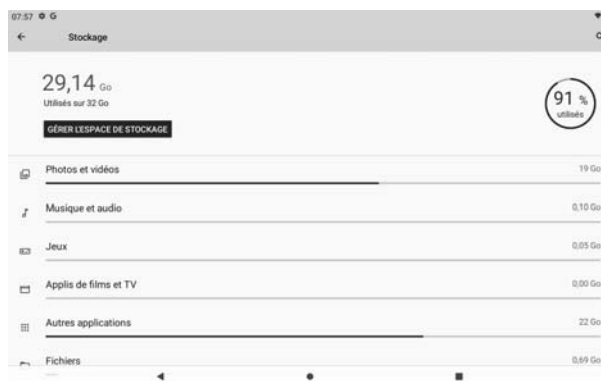 07:57 G
Stockage
29,14 Go
Utilisés sur 32 Go
GÉRER L'ESPACE DE STOCKAGE
91 %
utilisés
Photos et vidéos 19 Go
Musique et audio 0,10 Go
Jeux 0,05 Go
Applis de films et TV 0,00 Go
Autres applications 22 Go
Fichiers 0,69 Go